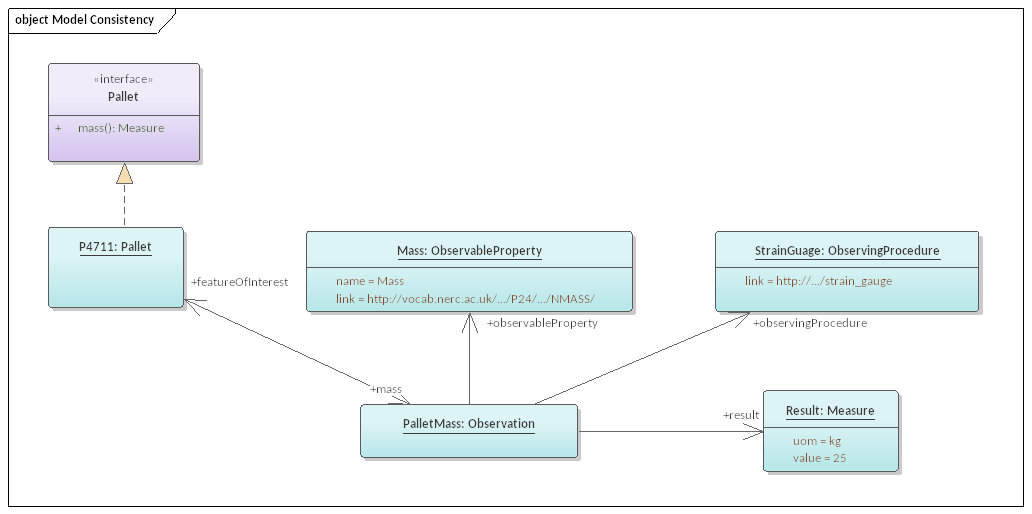 object Model Consistency
«interface»
Pallet
+ mass(): Measure
P4711: Pallet
Mass: ObservableProperty
name = Mass
link = http://vocab.nerc.ac.uk/.../P24/.../NMASS/
StrainGuage: ObservingProcedure
link = http://.../strain_gauge
+featureOfInterest
+observableProperty
+observingProcedure
+mass
PalletMass: Observation
+result
Result: Measure
uom = kg
value = 25